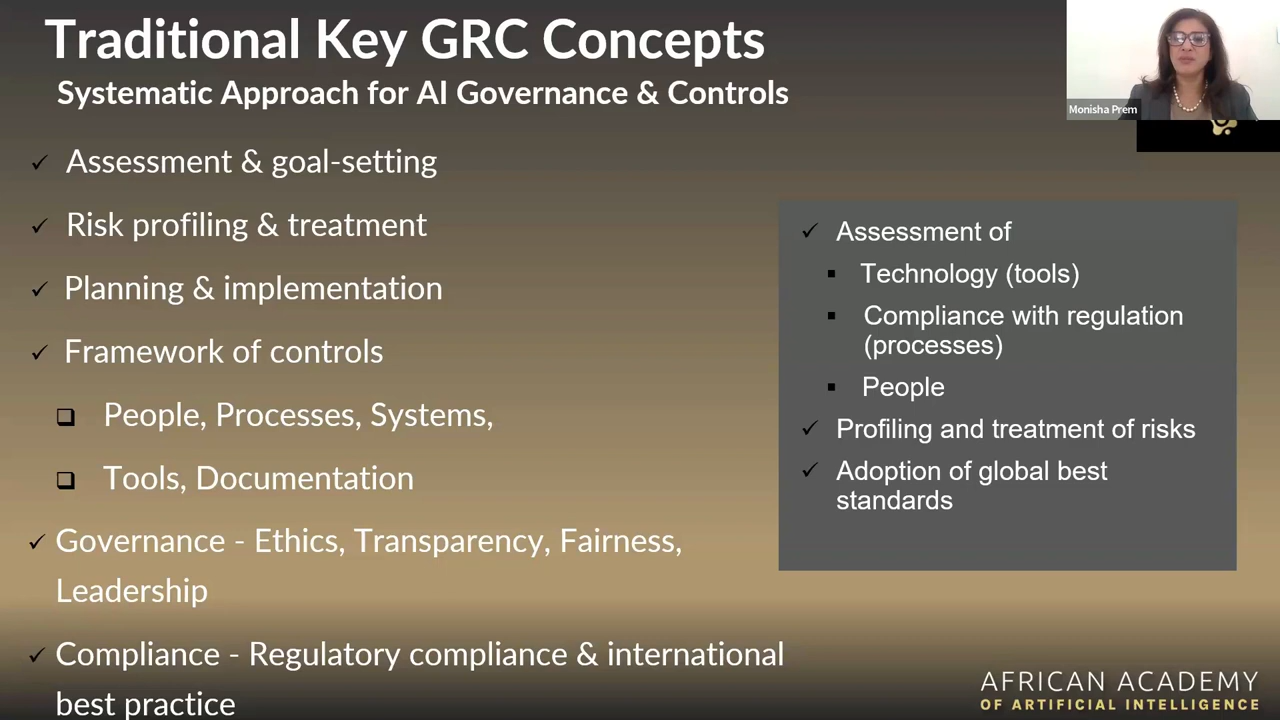 Traditional Key GRC Concepts
Systematic Approach for AI Governance & Controls
Monisha Prem
✓ Assessment & goal-setting
✓ Risk profiling & treatment
✓ Planning & implementation
✓ Framework of controls
❑ People, Processes, Systems,
❑ Tools, Documentation
✓ Governance - Ethics, Transparency, Fairness,
Leadership
✓ Compliance - Regulatory compliance & international
best practice
✓ Assessment of
▪ Technology (tools)
▪ Compliance with regulation
(processes)
▪ People
✓ Profiling and treatment of risks
✓ Adoption of global best
standards
AFRICAN ACADEMY
OF ARTIFICIAL INTELLIGENCE